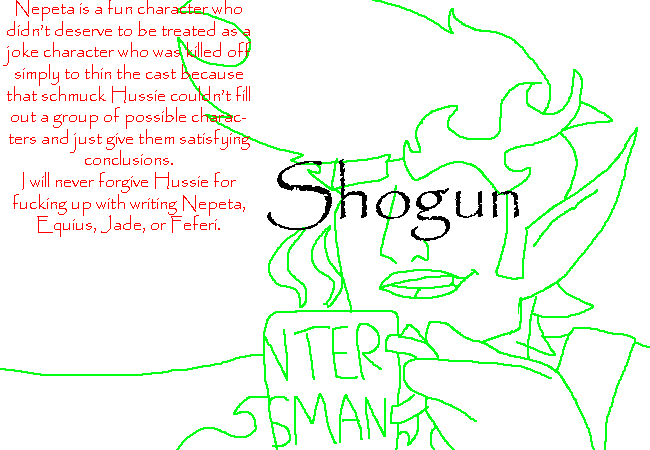 Nepeta is a fun character who
didn't deserve to be treated as a
joke character who was killed off
simply to thin the cast because
that schmuck Hussie couldn't fill
out a group of possible charac-
ters and just give them satisfying
conclusions.
I will never forgive Hussie for
fucking up with writing Nepeta,
Equius, Jade, or Feferi.
Shogun
NTER
SMAN